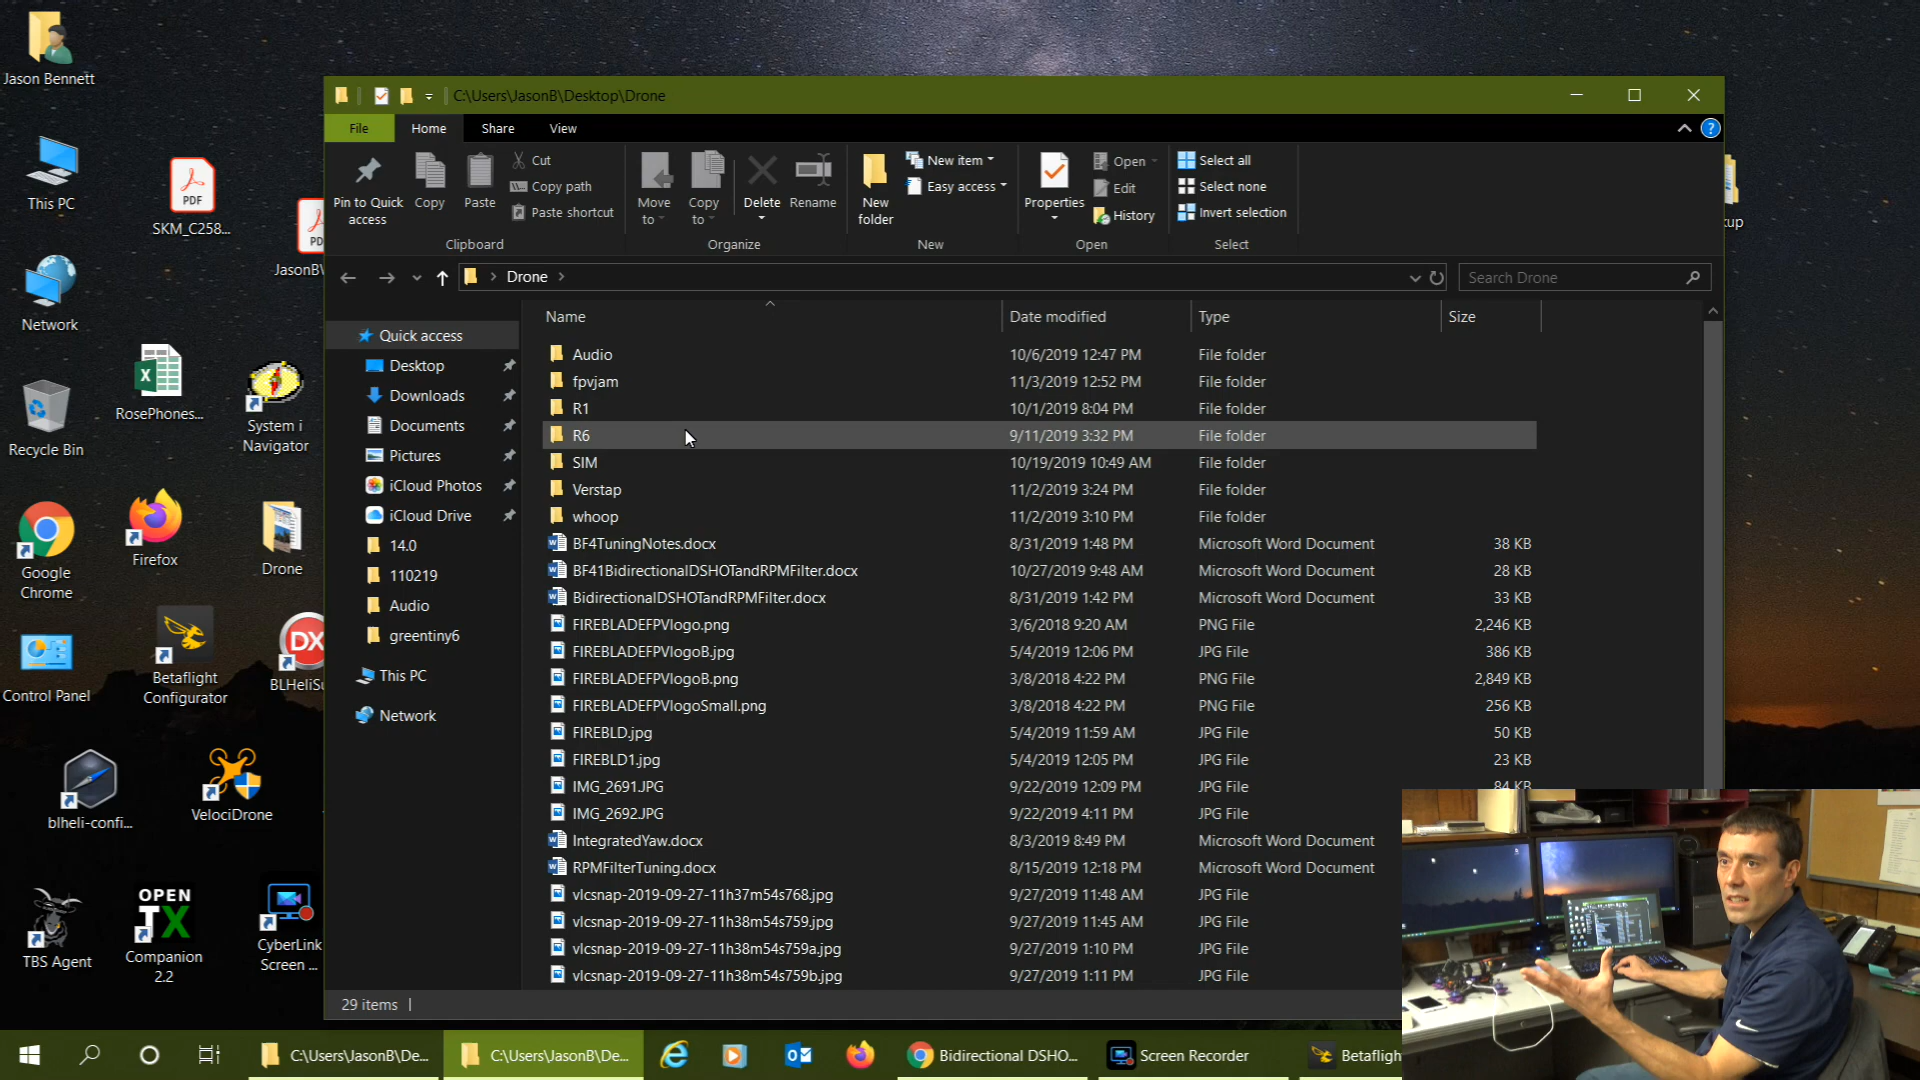 Jason Bennett
This PC
SKM_C258...
JasonB\
Network
RosePhones...
System i
Navigator
Recycle Bin
Google
Chrome
Firefox
Drone
Control Panel
Betaflight
Configurator
BLHeliSu
blheli-confi...
VelociDrone
TBS Agent
OPEN
TX
Companion
2.2
CyberLink
Screen ...
PDF
DX
up
C:\Users\JasonB\Desktop\Drone
File Home Share View
Pin to Quick
access
Copy
Paste
Cut
Copy path
Paste shortcut
Clipboard
Move
to
Copy
to
Delete
Rename
Organize
New
folder
New item
Easy access
New
Properties
Open
Edit
History
Open
Select all
Select none
Invert selection
Select
Drone
Search Drone
Quick access
Desktop
Downloads
Documents
Pictures
iCloud Photos
iCloud Drive
14.0
110219
Audio
greentiny6
This PC
Network
Name Date modified Type Size
Audio 10/6/2019 12:47 PM File folder
fpvjam 11/3/2019 12:52 PM File folder
R1 10/1/2019 8:04 PM File folder
R6 9/11/2019 3:32 PM File folder
SIM 10/19/2019 10:49 AM File folder
Verstap 11/2/2019 3:24 PM File folder
whoop 11/2/2019 3:10 PM File folder
BF4TuningNotes.docx 8/31/2019 1:48 PM Microsoft Word Document 38 KB
BF41BidirectionalDSHOTandRPMFilter.docx 10/27/2019 9:48 AM Microsoft Word Document 28 KB
BidirectionalDSHOTandRPMFilter.docx 8/31/2019 1:42 PM Microsoft Word Document 33 KB
FIREBLADEFPVlogo.png 3/6/2018 9:20 AM PNG File 2,246 KB
FIREBLADEFPVlogoB.jpg 5/4/2019 12:06 PM JPG File 386 KB
FIREBLADEFPVlogoB.png 3/8/2018 4:22 PM PNG File 2,849 KB
FIREBLADEFPVlogoSmall.png 3/8/2018 4:22 PM PNG File 256 KB
FIREBLD.jpg 5/4/2019 11:59 AM JPG File 50 KB
FIREBLD1.jpg 5/4/2019 12:05 PM JPG File 23 KB
IMG_2691.JPG 9/22/2019 12:09 PM JPG File 84 KB
IMG_2692.JPG 9/22/2019 4:11 PM JPG File
IntegratedYaw.docx 8/3/2019 8:49 PM Microsoft Word Document
RPMFilterTuning.docx 8/15/2019 12:18 PM Microsoft Word Document
vlcsnap-2019-09-27-11h37m54s768.jpg 9/27/2019 11:48 AM JPG File
vlcsnap-2019-09-27-11h38m54s759.jpg 9/27/2019 11:45 AM JPG File
vlcsnap-2019-09-27-11h38m54s759a.jpg 9/27/2019 1:10 PM JPG File
vlcsnap-2019-09-27-11h38m54s759b.jpg 9/27/2019 1:11 PM JPG File
29 items
C:\Users\JasonB\De... C:\Users\JasonB\De... Bidirectional DSHO... Screen Recorder Betafligh